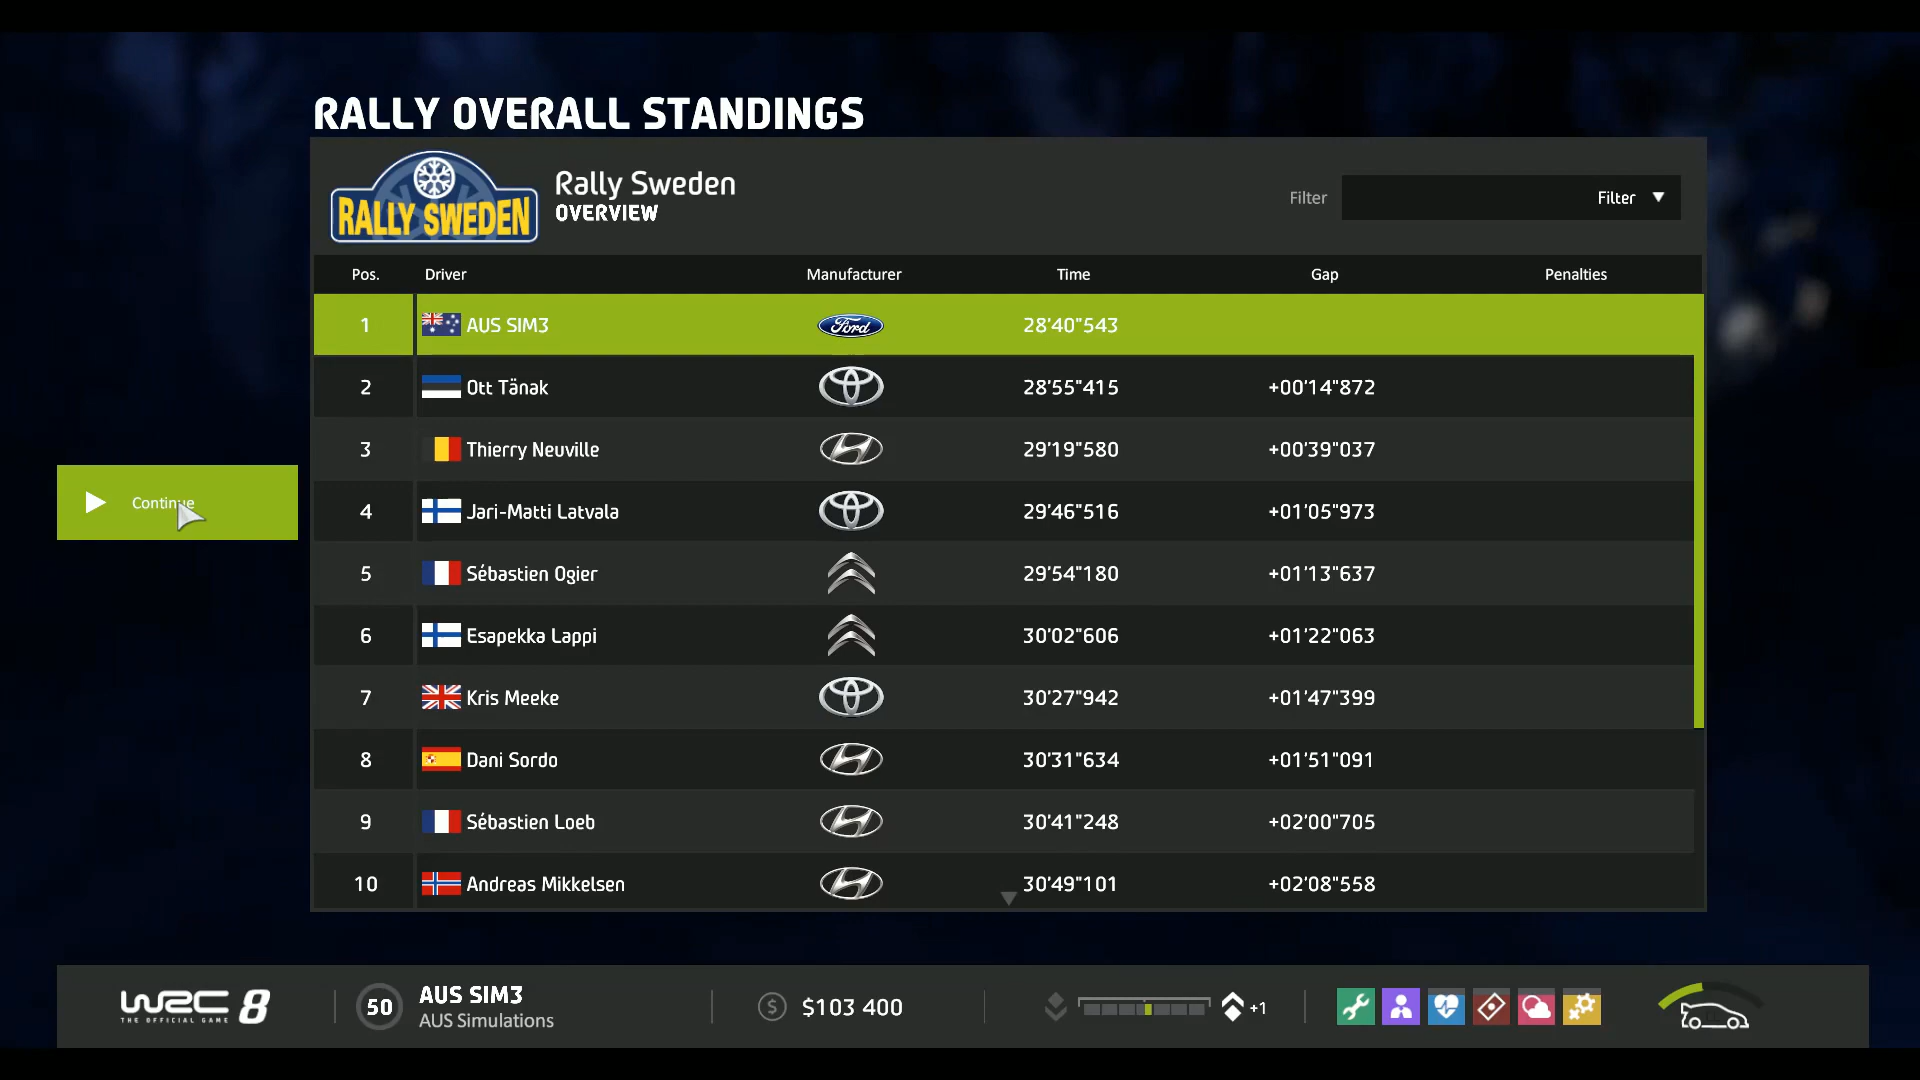 RALLY OVERALL STANDINGS
RALLY SWEDEN
Rally Sweden
OVERVIEW
Filter
Filter
Pos. Driver Manufacturer Time Gap Penalties
1 AUS SIM3 Ford 28'40"543
2 Ott Tänak 28'55"415 +00'14"872
3 Thierry Neuville 29'19"580 +00'39"037
4 Jari-Matti Latvala 29'46"516 +01'05"973
5 Sébastien Ogier 29'54"180 +01'13"637
6 Esapekka Lappi 30'02"606 +01'22"063
7 Kris Meeke 30'27"942 +01'47"399
8 Dani Sordo 30'31"634 +01'51"091
9 Sébastien Loeb 30'41"248 +02'00"705
10 Andreas Mikkelsen 30'49"101 +02'08"558
Continue
WRC 8
THE OFFICIAL GAME
50
AUS SIM3
AUS Simulations
$ $103 400
+1